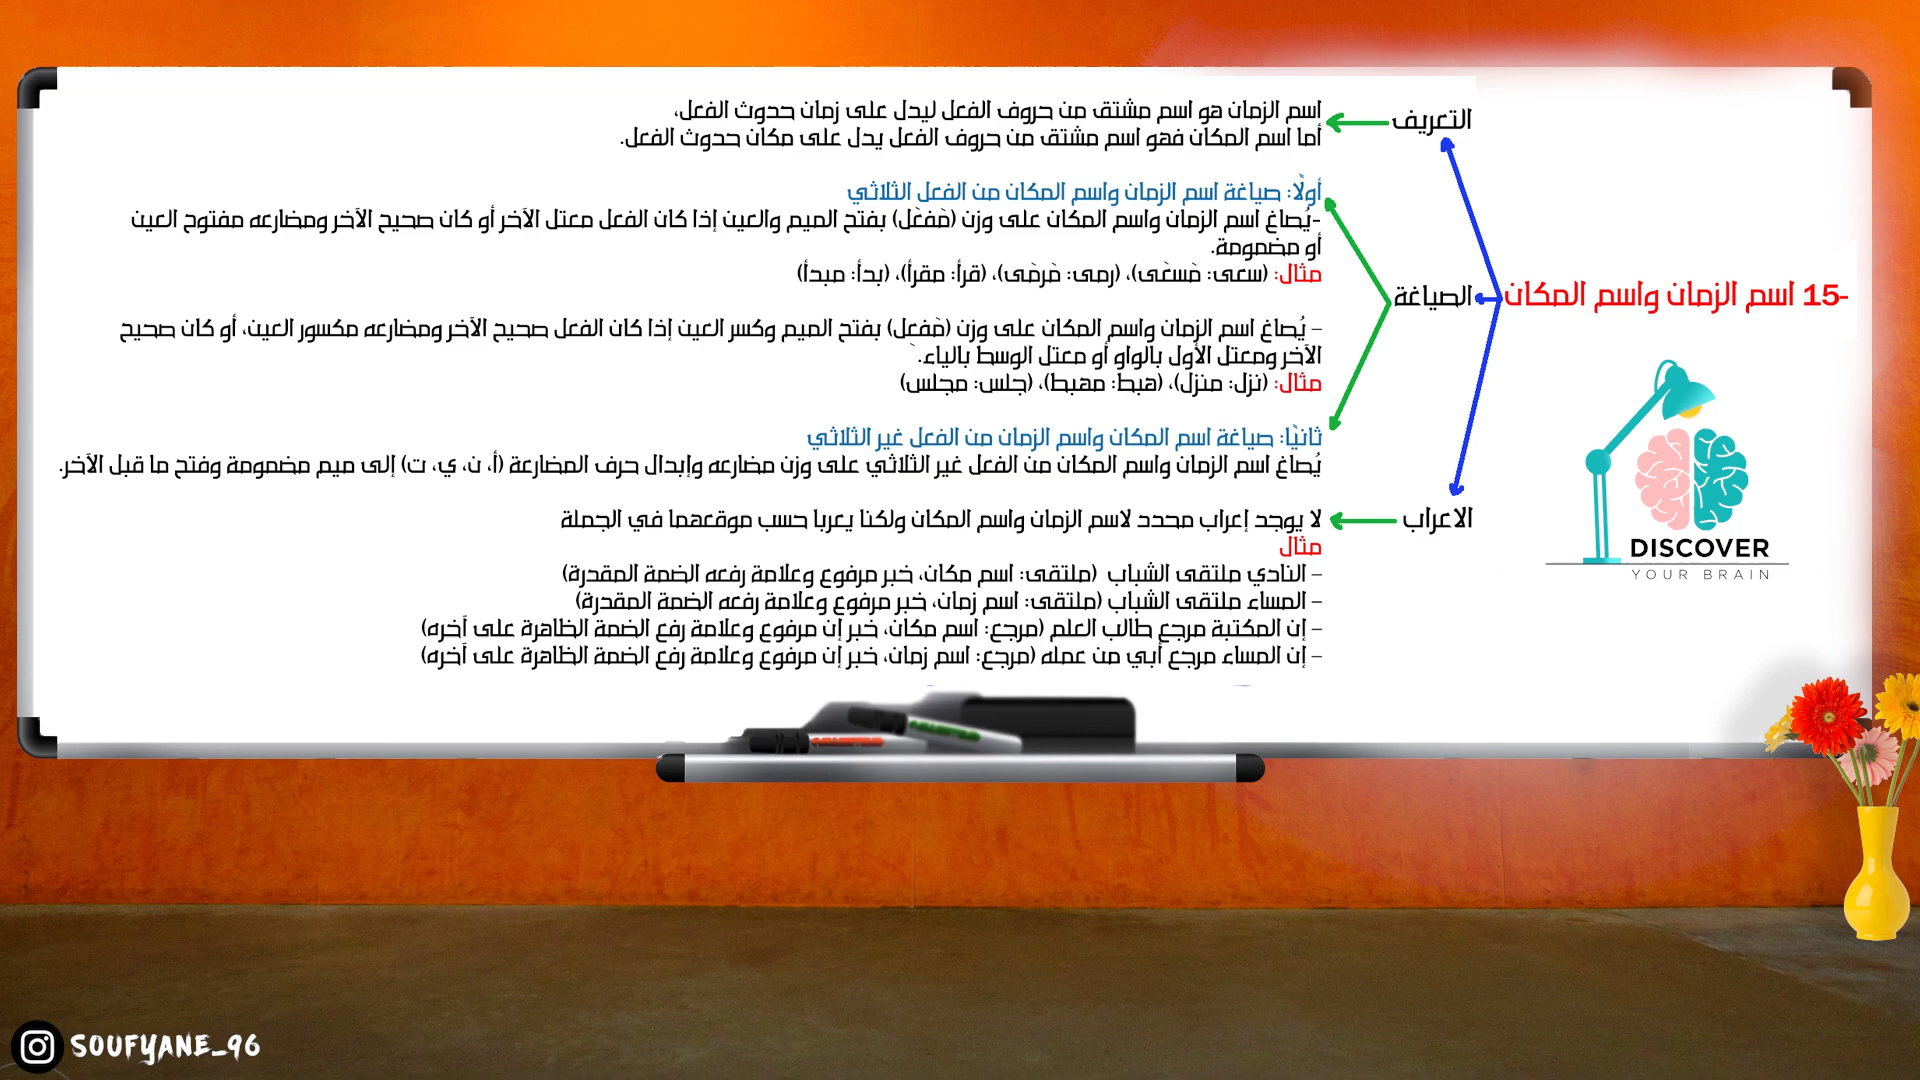 15- اسم الزمان واسم المكان
التعريف
اسم الزمان هو اسم مشتق من حروف الفعل ليدل على زمان حدوث الفعل،
أما اسم المكان فهو اسم مشتق من حروف الفعل يدل على مكان حدوث الفعل.
الصياغة
أولًا: صياغة اسم الزمان واسم المكان من الفعل الثلاثي
-يُصاغ اسم الزمان واسم المكان على وزن (مَفعَل) بفتح الميم والعين إذا كان الفعل معتل الآخر أو كان صحيح الآخر ومضارعه مفتوح العين
أو مضمومة.
مثال: (سعى: مَسعَى)، (رمى: مَرمَى)، (قرأ: مقرأ)، (بدأ: مبدأ)
– يُصاغ اسم الزمان واسم المكان على وزن (مَفعِل) بفتح الميم وكسر العين إذا كان الفعل صحيح الآخر ومضارعه مكسور العين، أو كان صحيح
الآخر ومعتل الأول بالواو أو معتل الوسط بالياء.
مثال: (نزل: منزل)، (هبط: مهبط)، (جلس: مجلس)
ثانيًا: صياغة اسم المكان واسم الزمان من الفعل غير الثلاثي
يُصاغ اسم الزمان واسم المكان من الفعل غير الثلاثي على وزن مضارعه وإبدال حرف المضارعة (أ، ن، ي، ت) إلى ميم مضمومة وفتح ما قبل الآخر.
الاعراب
لا يوجد إعراب محدد لاسم الزمان واسم المكان ولكنا يعربا حسب موقعهما في الجملة
مثال
– النادي ملتقى الشباب (ملتقى: اسم مكان، خبر مرفوع وعلامة رفعه الضمة المقدرة)
– المساء ملتقى الشباب (ملتقى: اسم زمان، خبر مرفوع وعلامة رفعه الضمة المقدرة)
– إن المكتبة مرجع طالب العلم (مرجع: اسم مكان، خبر إن مرفوع وعلامة رفع الضمة الظاهرة على آخره)
– إن المساء مرجع أبي من عمله (مرجع: اسم زمان، خبر إن مرفوع وعلامة رفع الضمة الظاهرة على آخره)
DISCOVER
YOUR BRAIN
SOUFYANE_96